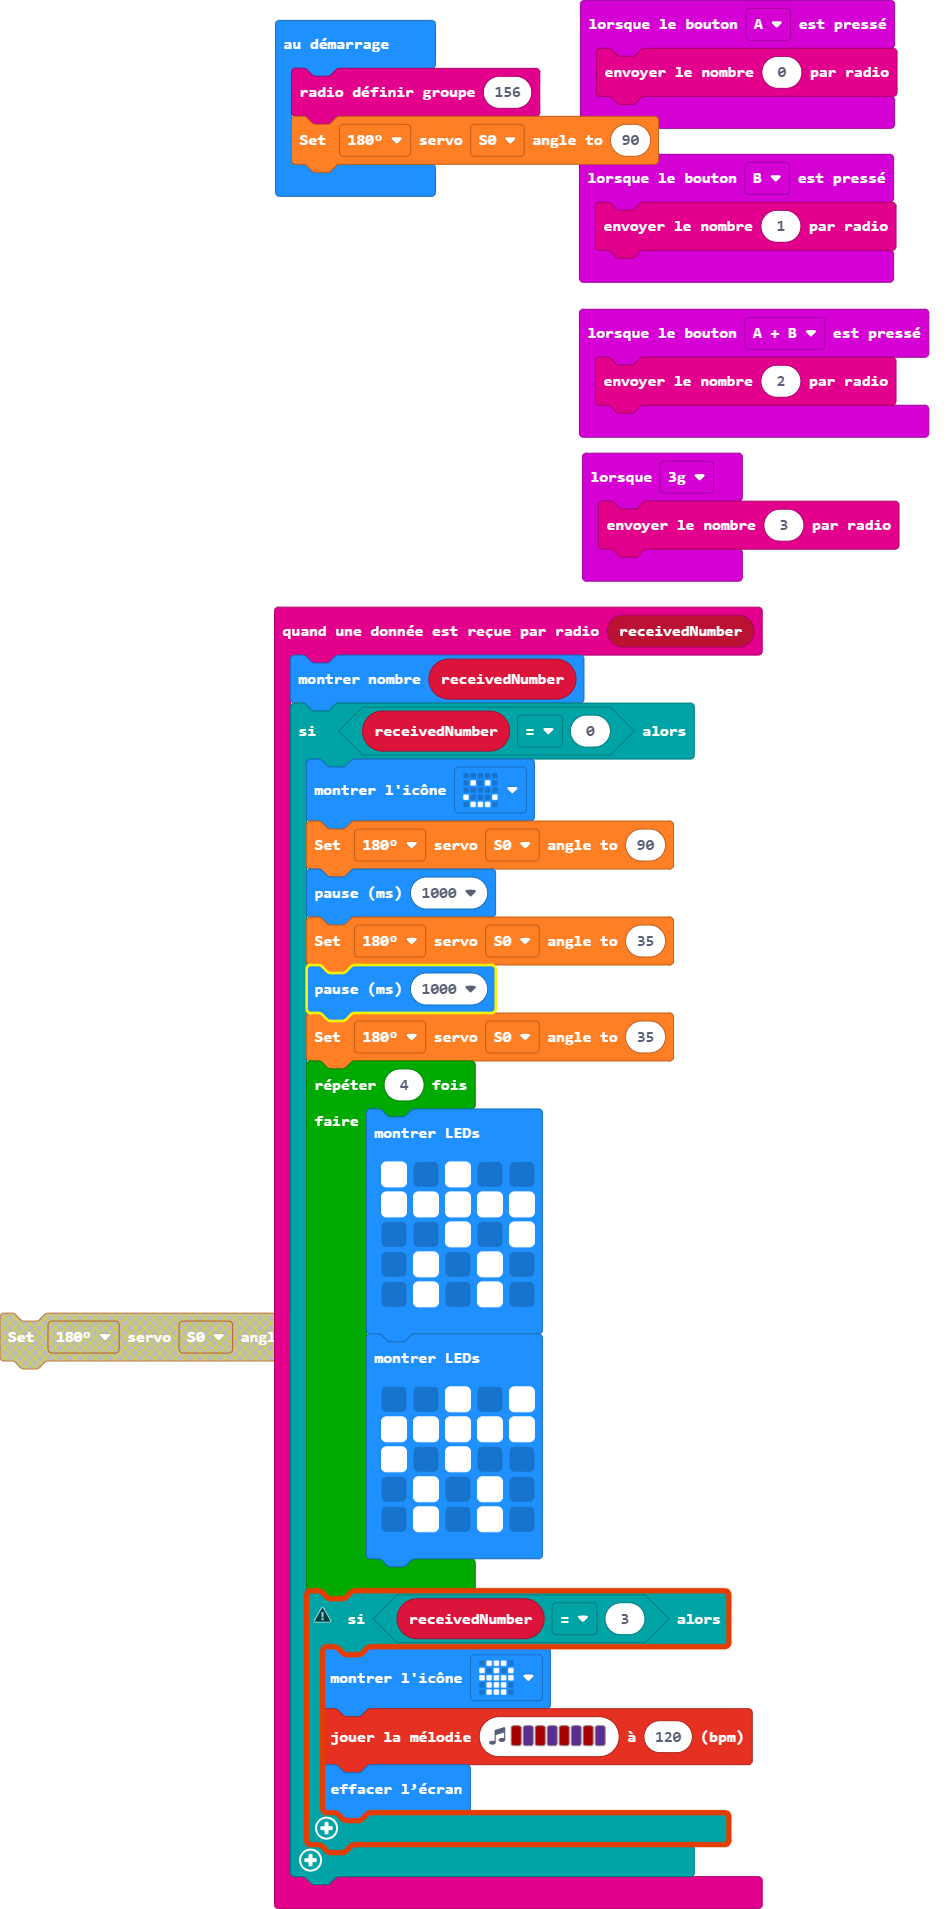 au démarrage
radio définir groupe 156
Set 180° servo S0 angle to 90
lorsque le bouton A est pressé
envoyer le nombre 0 par radio
lorsque le bouton B est pressé
envoyer le nombre 1 par radio
lorsque le bouton A + B est pressé
envoyer le nombre 2 par radio
lorsque 3g
envoyer le nombre 3 par radio
quand une donnée est reçue par radio receivedNumber
montrer nombre receivedNumber
si receivedNumber = 0 alors
montrer l'icône
Set 180° servo S0 angle to 90
pause (ms) 1000
Set 180° servo S0 angle to 35
pause (ms) 1000
Set 180° servo S0 angle to 35
répéter 4 fois
faire
montrer LEDs
Set 180° servo S0 angl
montrer LEDs
si receivedNumber = 3 alors
montrer l'icône
jouer la mélodie à 120 (bpm)
effacer l’écran